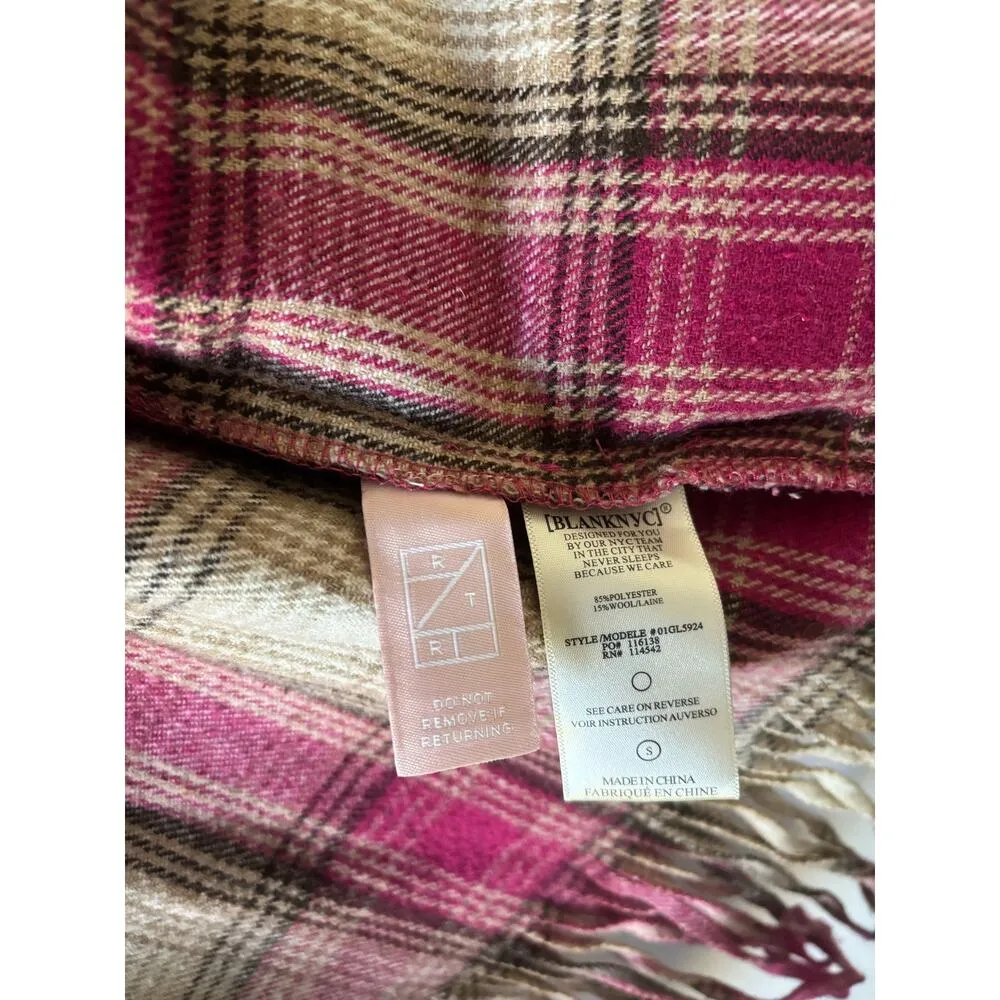 R
T
R
DO NOT
REMOVE IF
RETURNING
[BLANKNYC]®
DESIGNED FOR YOU
BY OUR NYC TEAM
IN THE CITY THAT
NEVER SLEEPS
BECAUSE WE CARE
85%POLYESTER
15%WOOL/LAINE
STYLE/MODELE #01GL5924
PO# 116138
RN# 114542
SEE CARE ON REVERSE
VOIR INSTRUCTION AUVERSO
S
MADE IN CHINA
FABRIQUÉ EN CHINE